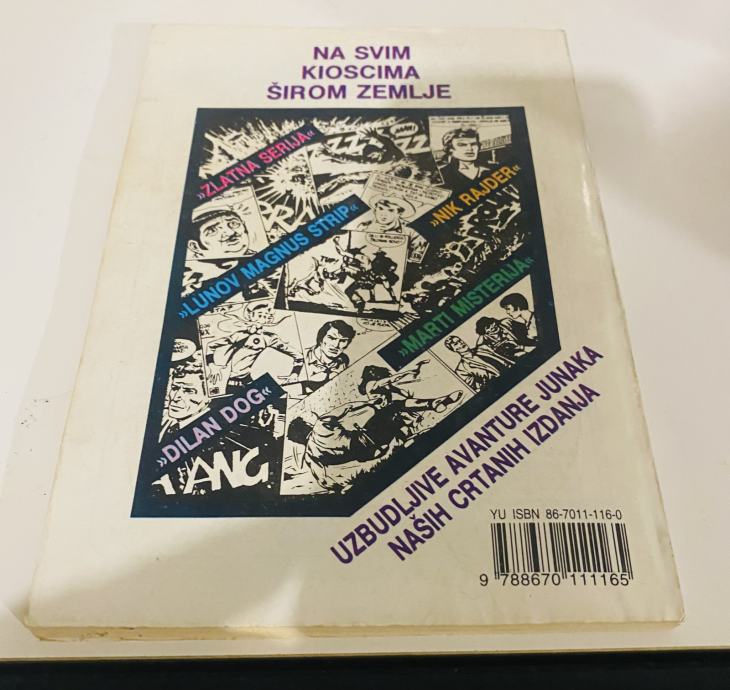 NA SVIM
KIOSCIMA
ŠIROM ZEMLJE
»ZLATNA SERIJA«
»NIK RAJDER«
»LUNOV MAGNUS STRIP«
»MARTI MISTERIJA«
»DILAN DOG«
ANG
UZBUDLJIVE AVANTURE JUNAKA
NAŠIH CRTANIH IZDANJA
YU ISBN 86-7011-116-0
9 788670 111165